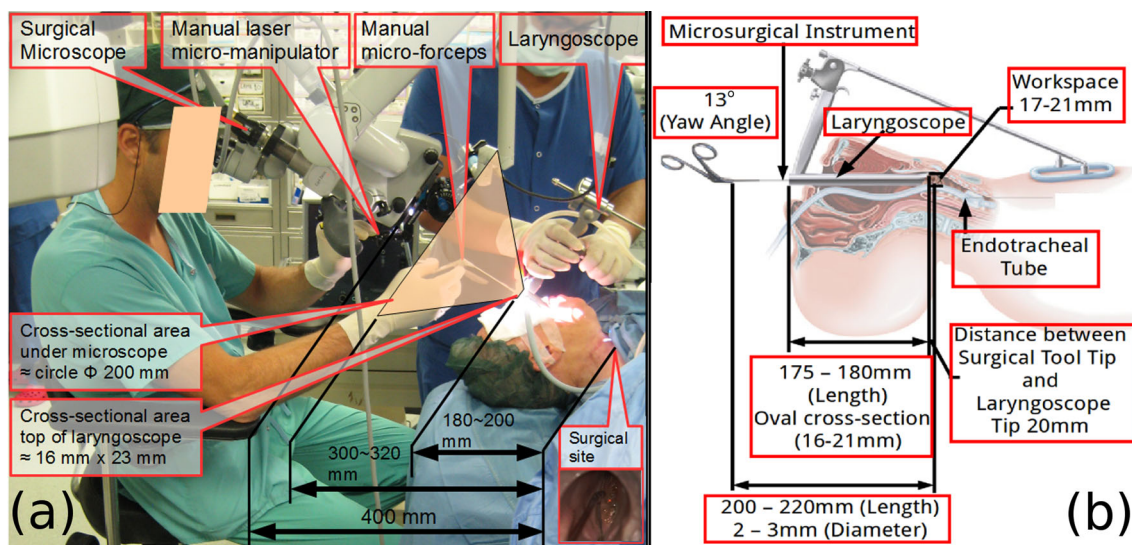 Surgical
Microscope
Manual laser
micro-manipulator
Manual
micro-forceps
Laryngoscope
Cross-sectional area
under microscope
≈ circle Φ 200 mm
Cross-sectional area
top of laryngoscope
≈ 16 mm x 23 mm
180~200
mm
300~320
mm
400 mm
Surgical
site
(a)
Microsurgical Instrument
13°
(Yaw Angle)
Laryngoscope
Workspace
17-21mm
Endotracheal
Tube
175 – 180mm
(Length)
Oval cross-section
(16-21mm)
Distance between
Surgical Tool Tip
and
Laryngoscope
Tip 20mm
200 – 220mm (Length)
2 – 3mm (Diameter)
(b)